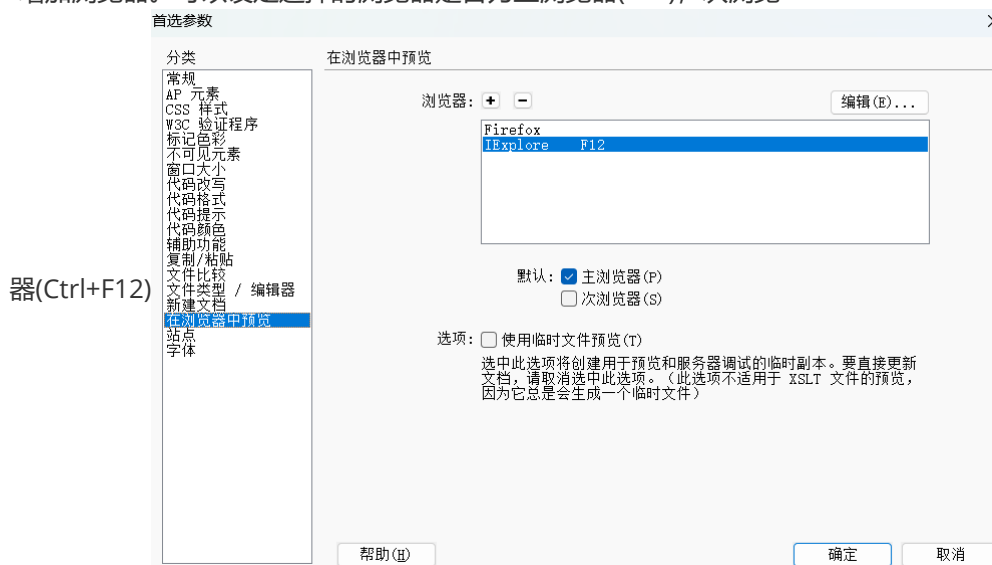 首选参数
分类
在浏览器中预览
常规
AP 元素
CSS 样式
W3C 验证程序
标记色彩
不可见元素
窗口大小
代码改写
代码格式
代码提示
代码颜色
辅助功能
复制/粘贴
文件比较
文件类型 / 编辑器
新建文档
在浏览器中预览
站点
字体
浏览器:
编辑(E)...
Firefox
IExplore F12
默认: 主浏览器(P)
次浏览器(S)
选项: 使用临时文件预览(T)
选中此选项将创建用于预览和服务器调试的临时副本。要直接更新
文档，请取消选中此选项。（此选项不适用于 XSLT 文件的预览，
因为它总是会生成一个临时文件）
器(Ctrl+F12)
帮助(H)
确定
取消